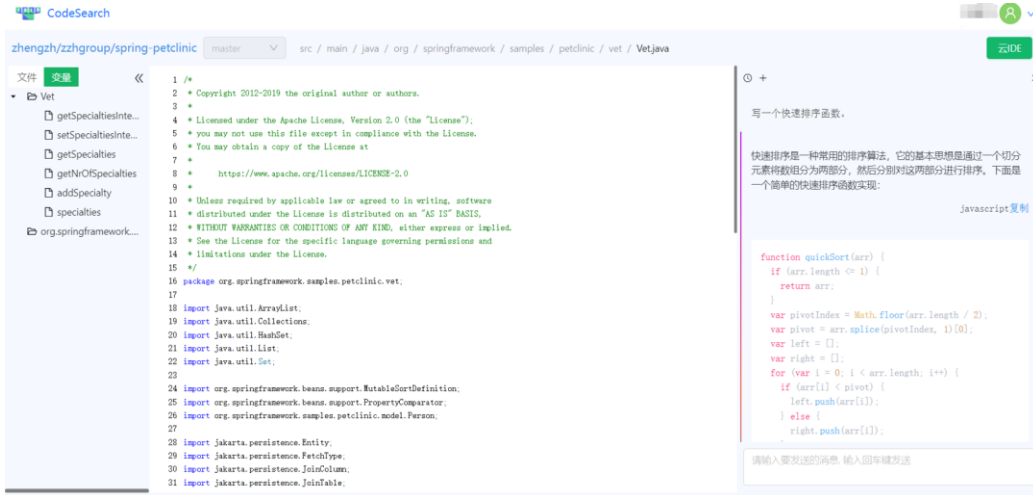 CodeSearch
zhengzh/zzhgroup/spring-petclinic master src / main / java / org / springframework / samples / petclinic / vet / Vet.java 云IDE
文件 变量
Vet
getSpecialtiesInte...
setSpecialtiesInte...
getSpecialties
getNrOfSpecialties
addSpecialty
specialties
org.springframework....
1 /*
2 * Copyright 2012-2019 the original author or authors.
3 *
4 * Licensed under the Apache License, Version 2.0 (the "License");
5 * you may not use this file except in compliance with the License.
6 * You may obtain a copy of the License at
7 *
8 * https://www.apache.org/licenses/LICENSE-2.0
9 *
10 * Unless required by applicable law or agreed to in writing, software
11 * distributed under the License is distributed on an "AS IS" BASIS,
12 * WITHOUT WARRANTIES OR CONDITIONS OF ANY KIND, either express or implied.
13 * See the License for the specific language governing permissions and
14 * limitations under the License.
15 */
16 package org.springframework.samples.petclinic.vet;
17
18 import java.util.ArrayList;
19 import java.util.Collections;
20 import java.util.HashSet;
21 import java.util.List;
22 import java.util.Set;
23
24 import org.springframework.beans.support.MutableSortDefinition;
25 import org.springframework.beans.support.PropertyComparator;
26 import org.springframework.samples.petclinic.model.Person;
27
28 import jakarta.persistence.Entity;
29 import jakarta.persistence.FetchType;
30 import jakarta.persistence.JoinColumn;
31 import jakarta.persistence.JoinTable;
写一个快速排序函数。
快速排序是一种常用的排序算法，它的基本思想是通过一个切分
元素将数组分为两部分，然后分别对这两部分进行排序。下面是
一个简单的快速排序函数实现：
javascript复制
function quickSort(arr) {
if (arr.length <= 1) {
return arr;
}
var pivotIndex = Math.floor(arr.length / 2);
var pivot = arr.splice(pivotIndex, 1)[0];
var left = [];
var right = [];
for (var i = 0; i < arr.length; i++) {
if (arr[i] < pivot) {
left.push(arr[i]);
} else {
right.push(arr[i]);
请输入要发送的消息, 输入回车键发送